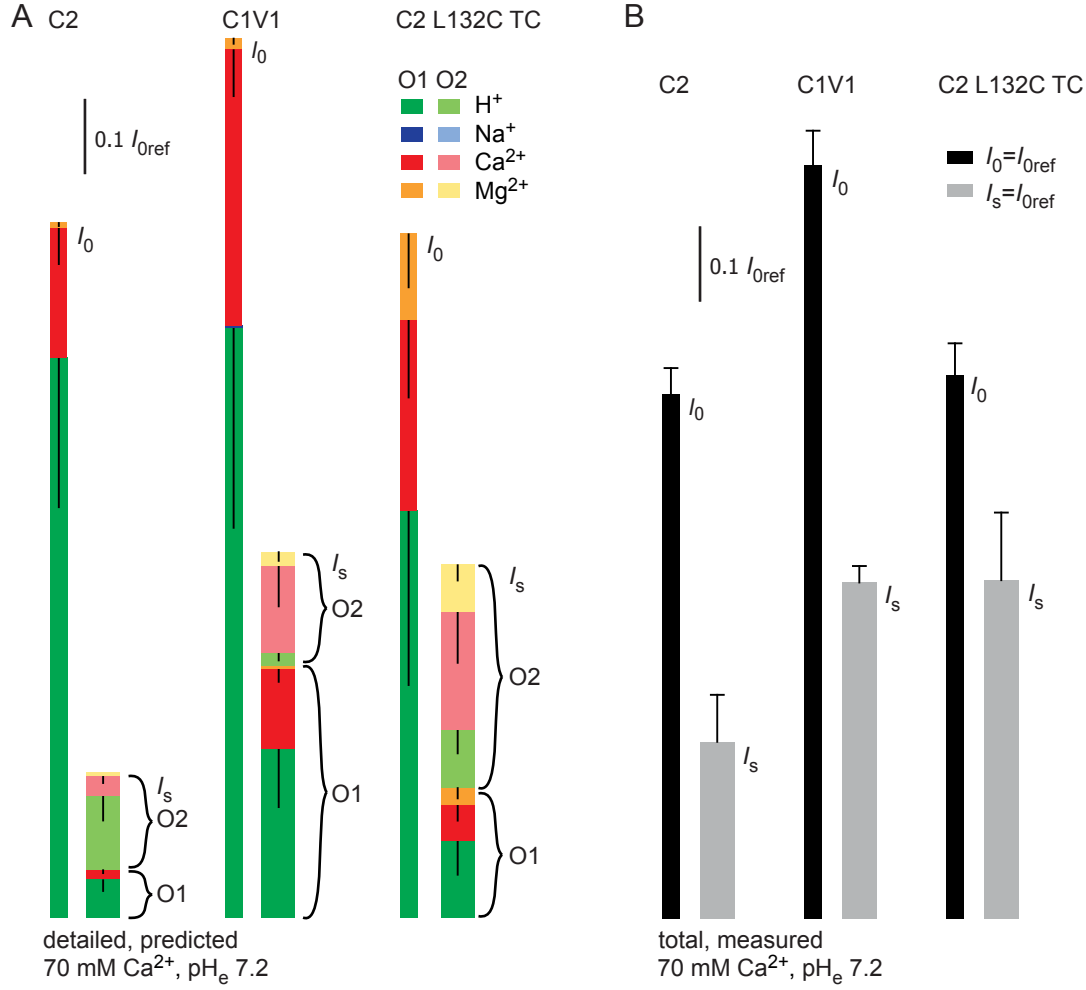 A
C2
C1V1
C2 L132C TC
I0
O1 O2
H+
Na+
Ca2+
Mg2+
0.1 I0ref
I0
I0
Is
O2
O1
Is
O2
O1
Is
O2
O1
detailed, predicted
70 mM Ca2+, pHe 7.2
B
C2
C1V1
C2 L132C TC
I0=I0ref
Is=I0ref
0.1 I0ref
I0
I0
I0
Is
Is
Is
total, measured
70 mM Ca2+, pHe 7.2